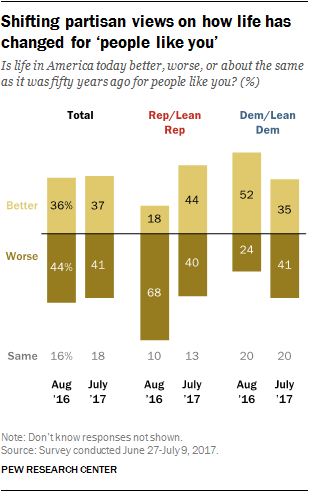 Shifting partisan views on how life has
changed for ‘people like you’
Is life in America today better, worse, or about the same
as it was fifty years ago for people like you? (%)
Total Rep/Lean Rep Dem/Lean Dem
Better 36% 37 18 44 52 35
Worse 44% 41 68 40 24 41
Same 16% 18 10 13 20 20
Aug ’16 July ’17 Aug ’16 July ’17 Aug ’16 July ’17
Note: Don’t know responses not shown.
Source: Survey conducted June 27-July 9, 2017.
PEW RESEARCH CENTER